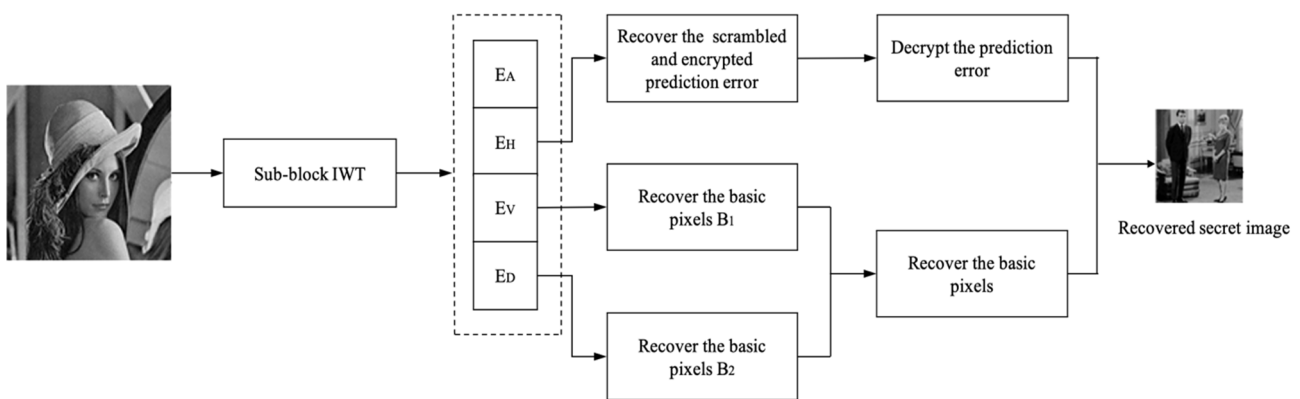 Sub-block IWT
EA
EH
EV
ED
Recover the scrambled
and encrypted
prediction error
Decrypt the prediction
error
Recover the basic
pixels B1
Recover the basic
pixels B2
Recover the basic
pixels
Recovered secret image